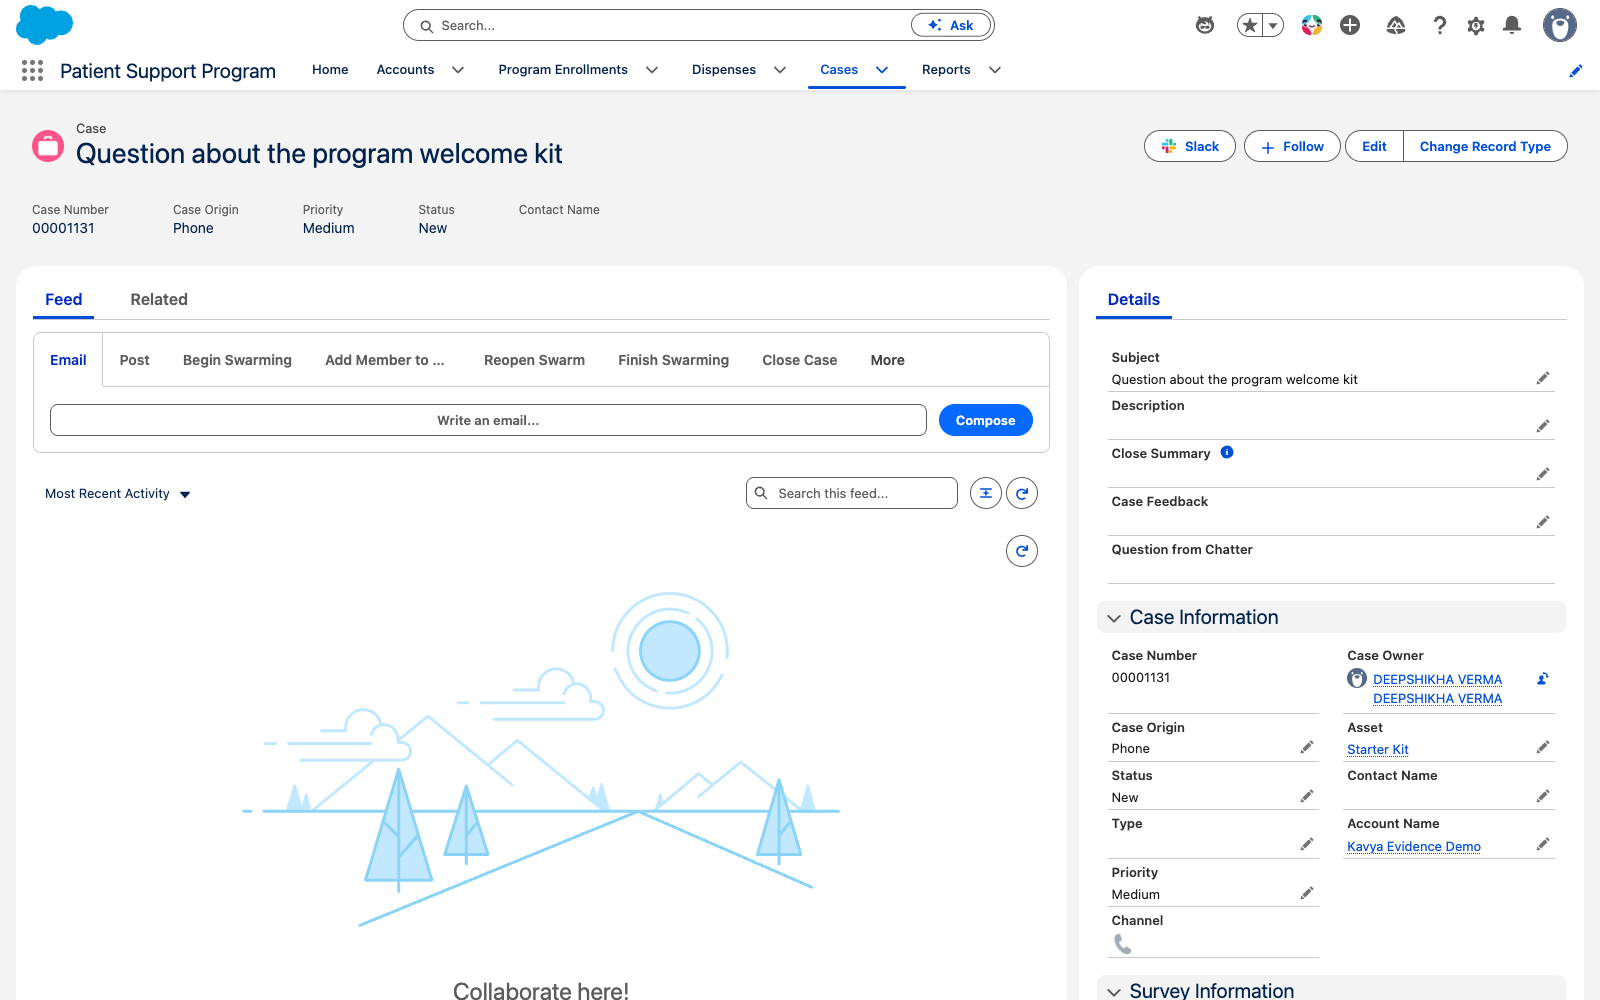 Search...
Ask
Patient Support Program
Home
Accounts
Program Enrollments
Dispenses
Cases
Reports
Case
Question about the program welcome kit
Slack
Follow
Edit
Change Record Type
Case Number
00001131
Case Origin
Phone
Priority
Medium
Status
New
Contact Name
Feed
Related
Email
Post
Begin Swarming
Add Member to ...
Reopen Swarm
Finish Swarming
Close Case
More
Write an email...
Compose
Most Recent Activity
Search this feed...
Collaborate here!
Details
Subject
Question about the program welcome kit
Description
Close Summary
Case Feedback
Question from Chatter
Case Information
Case Number
00001131
Case Owner
DEEPSHIKHA VERMA
DEEPSHIKHA VERMA
Case Origin
Phone
Asset
Starter Kit
Status
New
Contact Name
Type
Account Name
Kavya Evidence Demo
Priority
Medium
Channel
Survey Information